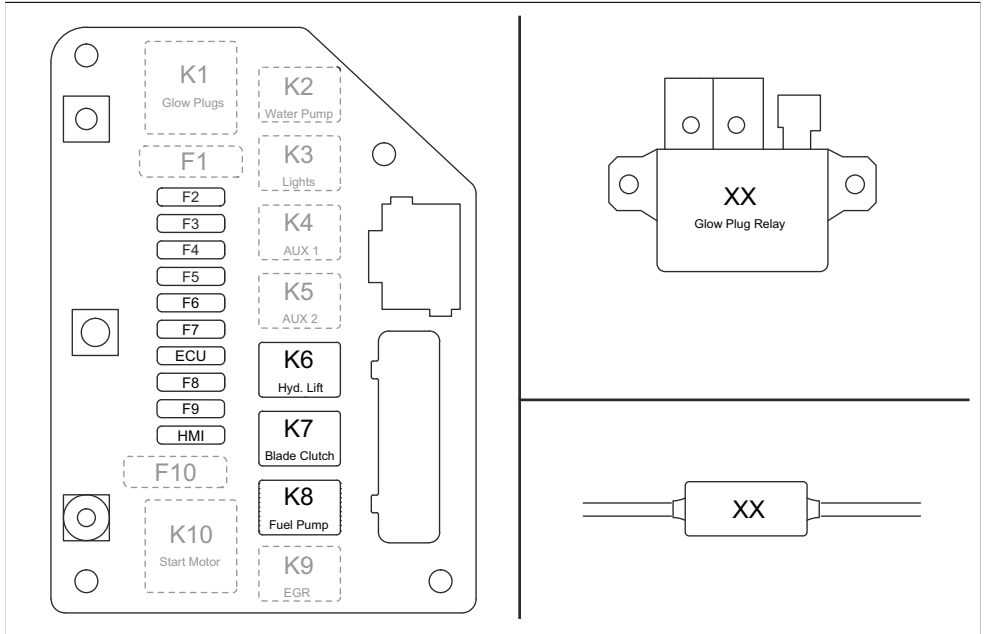 K1
Glow Plugs
F1
F2
F3
F4
F5
F6
F7
ECU
F8
F9
HMI
F10
K10
Start Motor
K2
Water Pump
K3
Lights
K4
AUX 1
K5
AUX 2
K6
Hyd. Lift
K7
Blade Clutch
K8
Fuel Pump
K9
EGR
XX
Glow Plug Relay
XX